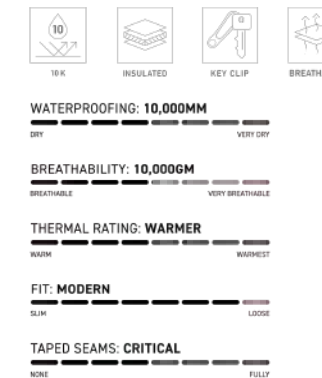 10
10 K INSULATED KEY CLIP BREATH
WATERPROOFING: 10,000MM
DRY VERY DRY
BREATHABILITY: 10,000GM
BREATHABLE VERY BREATHABLE
THERMAL RATING: WARMER
WARM WARMEST
FIT: MODERN
SLIM LOOSE
TAPED SEAMS: CRITICAL
NONE FULLY